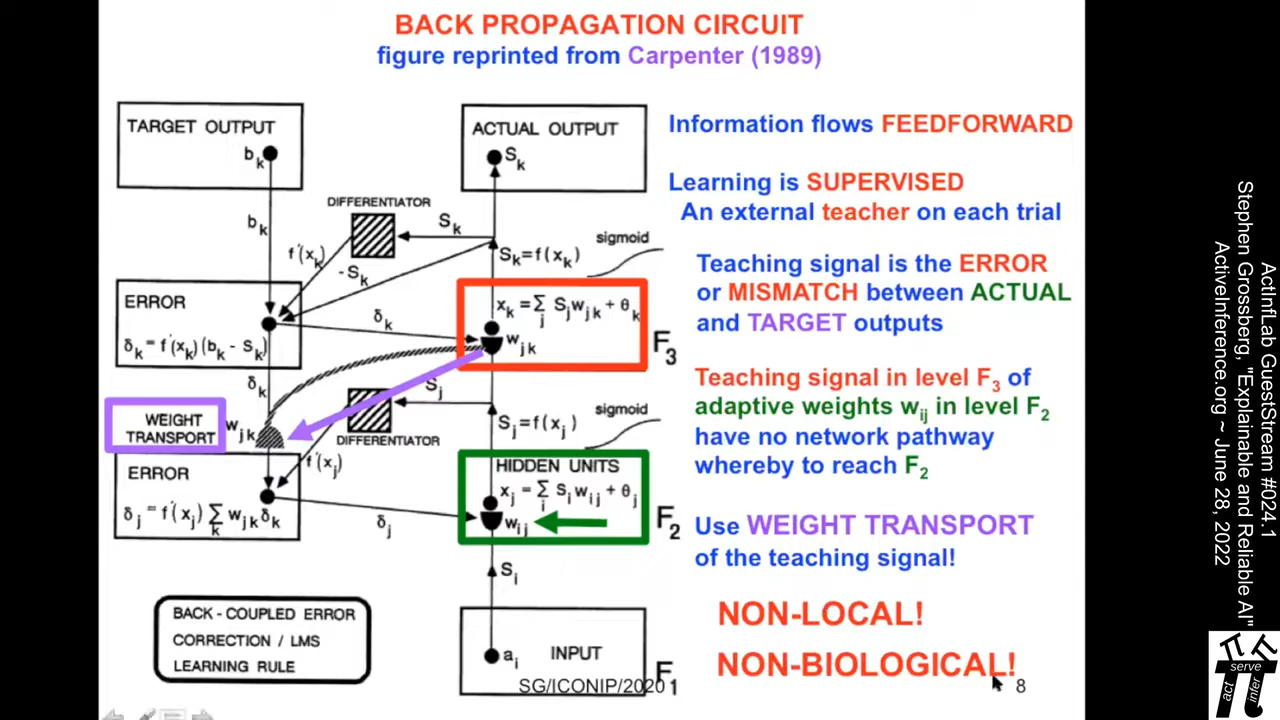 BACK PROPAGATION CIRCUIT
figure reprinted from Carpenter (1989)
TARGET OUTPUT
b_k
b_k
ACTUAL OUTPUT
S_k
DIFFERENTIATOR
S_k
f'(x_k)
-S_k
S_k=f(x_k)
sigmoid
ERROR
δ_k = f'(x_k)(b_k - S_k)
δ_k
x_k = ∑_j S_j w_jk + θ_k
w_jk
F_3
δ_k
WEIGHT
TRANSPORT
w_jk
S_j
DIFFERENTIATOR
f'(x_j)
S_j=f(x_j)
sigmoid
ERROR
δ_j = f'(x_j) ∑_k w_jk δ_k
δ_j
HIDDEN UNITS
x_j = ∑_i S_i w_ij + θ_j
w_ij
F_2
S_i
BACK-COUPLED ERROR
CORRECTION / LMS
LEARNING RULE
a_i INPUT
F_1
SG/ICONIP/2020
8
Information flows FEEDFORWARD
Learning is SUPERVISED
An external teacher on each trial
Teaching signal is the ERROR
or MISMATCH between ACTUAL
and TARGET outputs
Teaching signal in level F_3 of
adaptive weights w_ij in level F_2
have no network pathway
whereby to reach F_2
Use WEIGHT TRANSPORT
of the teaching signal!
NON-LOCAL!
NON-BIOLOGICAL!
ActInfLab GuestStream #024.1
Stephen Grossberg, "Explainable and Reliable AI"
ActiveInference.org ~ June 28, 2022
serve
act
infer